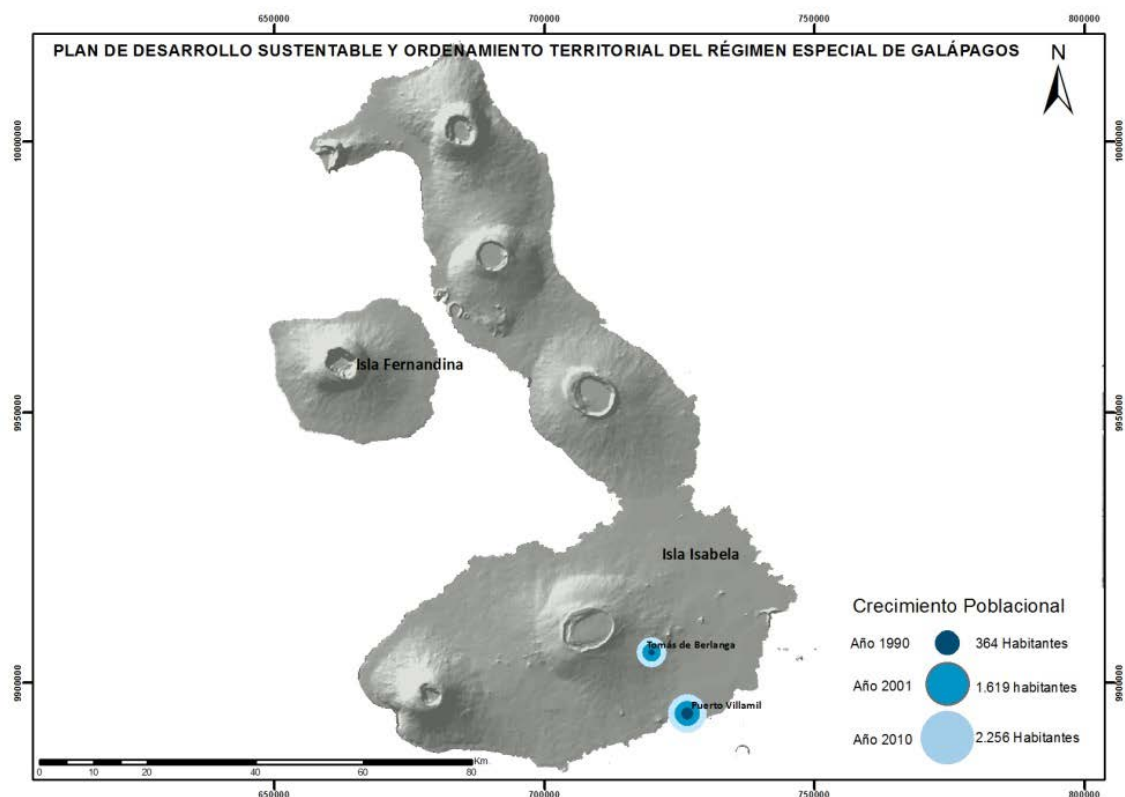 650000 700000 750000 800000
PLAN DE DESARROLLO SUSTENTABLE Y ORDENAMIENTO TERRITORIAL DEL RÉGIMEN ESPECIAL DE GALÁPAGOS
N
10000000 10000000
Isla Fernandina
9950000 9950000
Isla Isabela
Crecimiento Poblacional
Tomás de Berlanga
Año 1990 364 Habitantes
9900000 9900000
Año 2001 1.619 habitantes
Puerto Villamil
Año 2010 2.256 Habitantes
Km
0 10 20 40 60 80
650000 700000 750000 800000